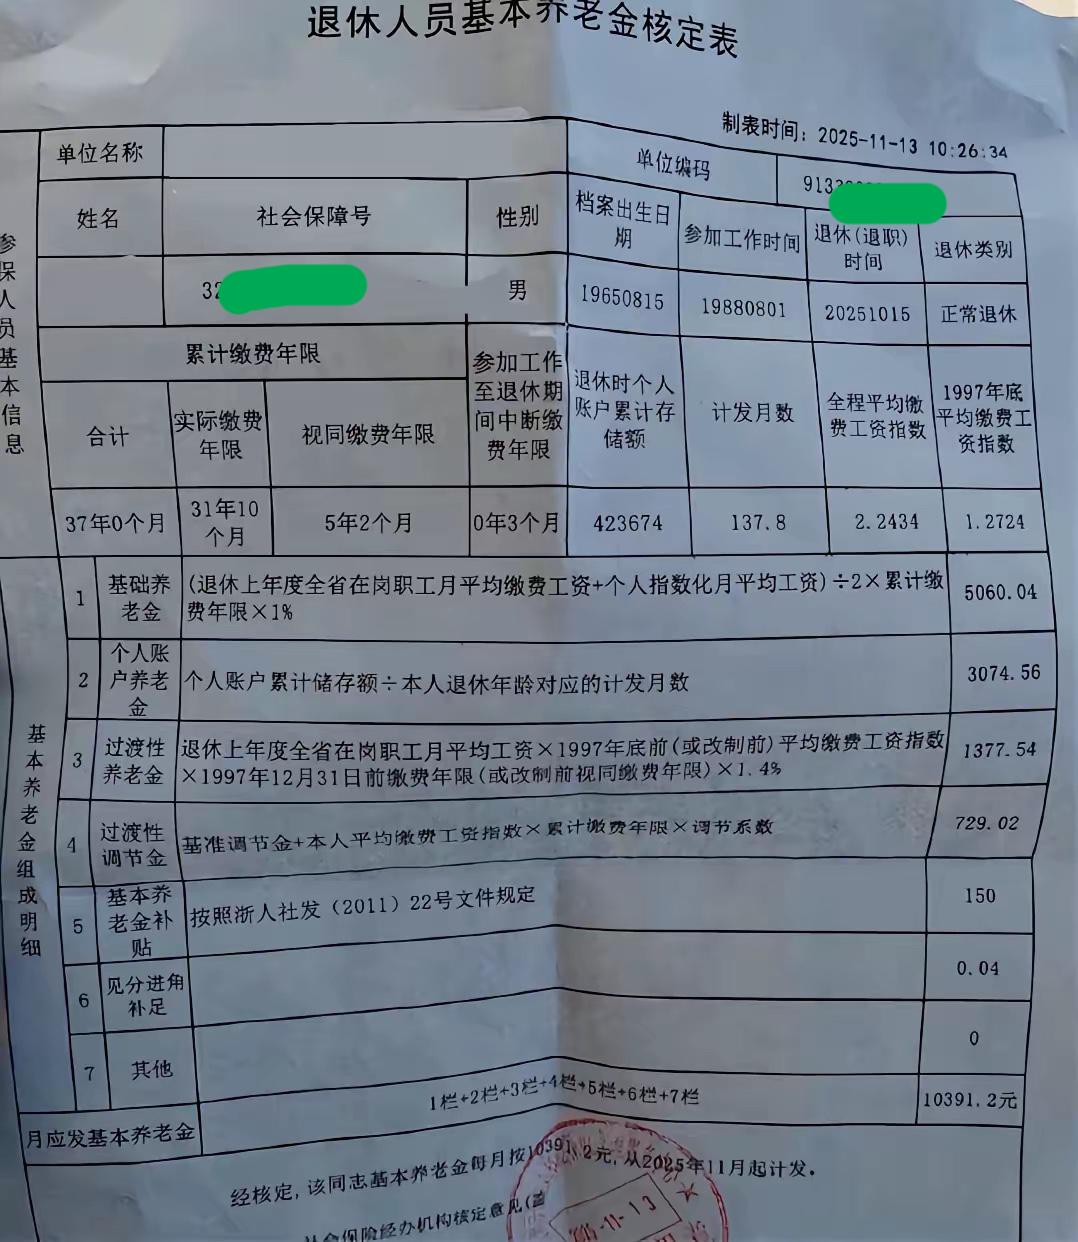 退休人员基本养老金核定表
制表时间：2025-11-13 10:26:34
参保人员基本信息
单位名称
单位编码
913
姓名
社会保障号
性别
档案出生日期
参加工作时间
退休(退职)时间
退休类别
32
男
19650815
19880801
20251015
正常退休
累计缴费年限
参加工作至退休期间中断缴费年限
退休时个人账户累计存储额
计发月数
全程平均缴费工资指数
1997年底平均缴费工资指数
合计
实际缴费年限
视同缴费年限
37年0个月
31年10个月
5年2个月
0年3个月
423674
137.8
2.2434
1.2724
基本养老金组成明细
1
基础养老金
(退休上年度全省在岗职工月平均缴费工资+个人指数化月平均工资)÷2×累计缴
费年限×1%
5060.04
2
个人账户养老金
个人账户累计储存额÷本人退休年龄对应的计发月数
3074.56
3
过渡性养老金
退休上年度全省在岗职工月平均工资×1997年底前(或改制前)平均缴费工资指数
×1997年12月31日前缴费年限(或改制前视同缴费年限)×1.4%
1377.54
4
过渡性调节金
基准调节金+本人平均缴费工资指数×累计缴费年限×调节系数
729.02
5
基本养老金补贴
按照浙人社发（2011）22号文件规定
150
6
见分进角补足
0.04
7
其他
0
月应发基本养老金
1栏+2栏+3栏+4栏+5栏+6栏+7栏
10391.2元
经核定,该同志基本养老金每月按10391.2元,从2025年11月起计发。
社会保险经办机构核定意见(盖
-11-13